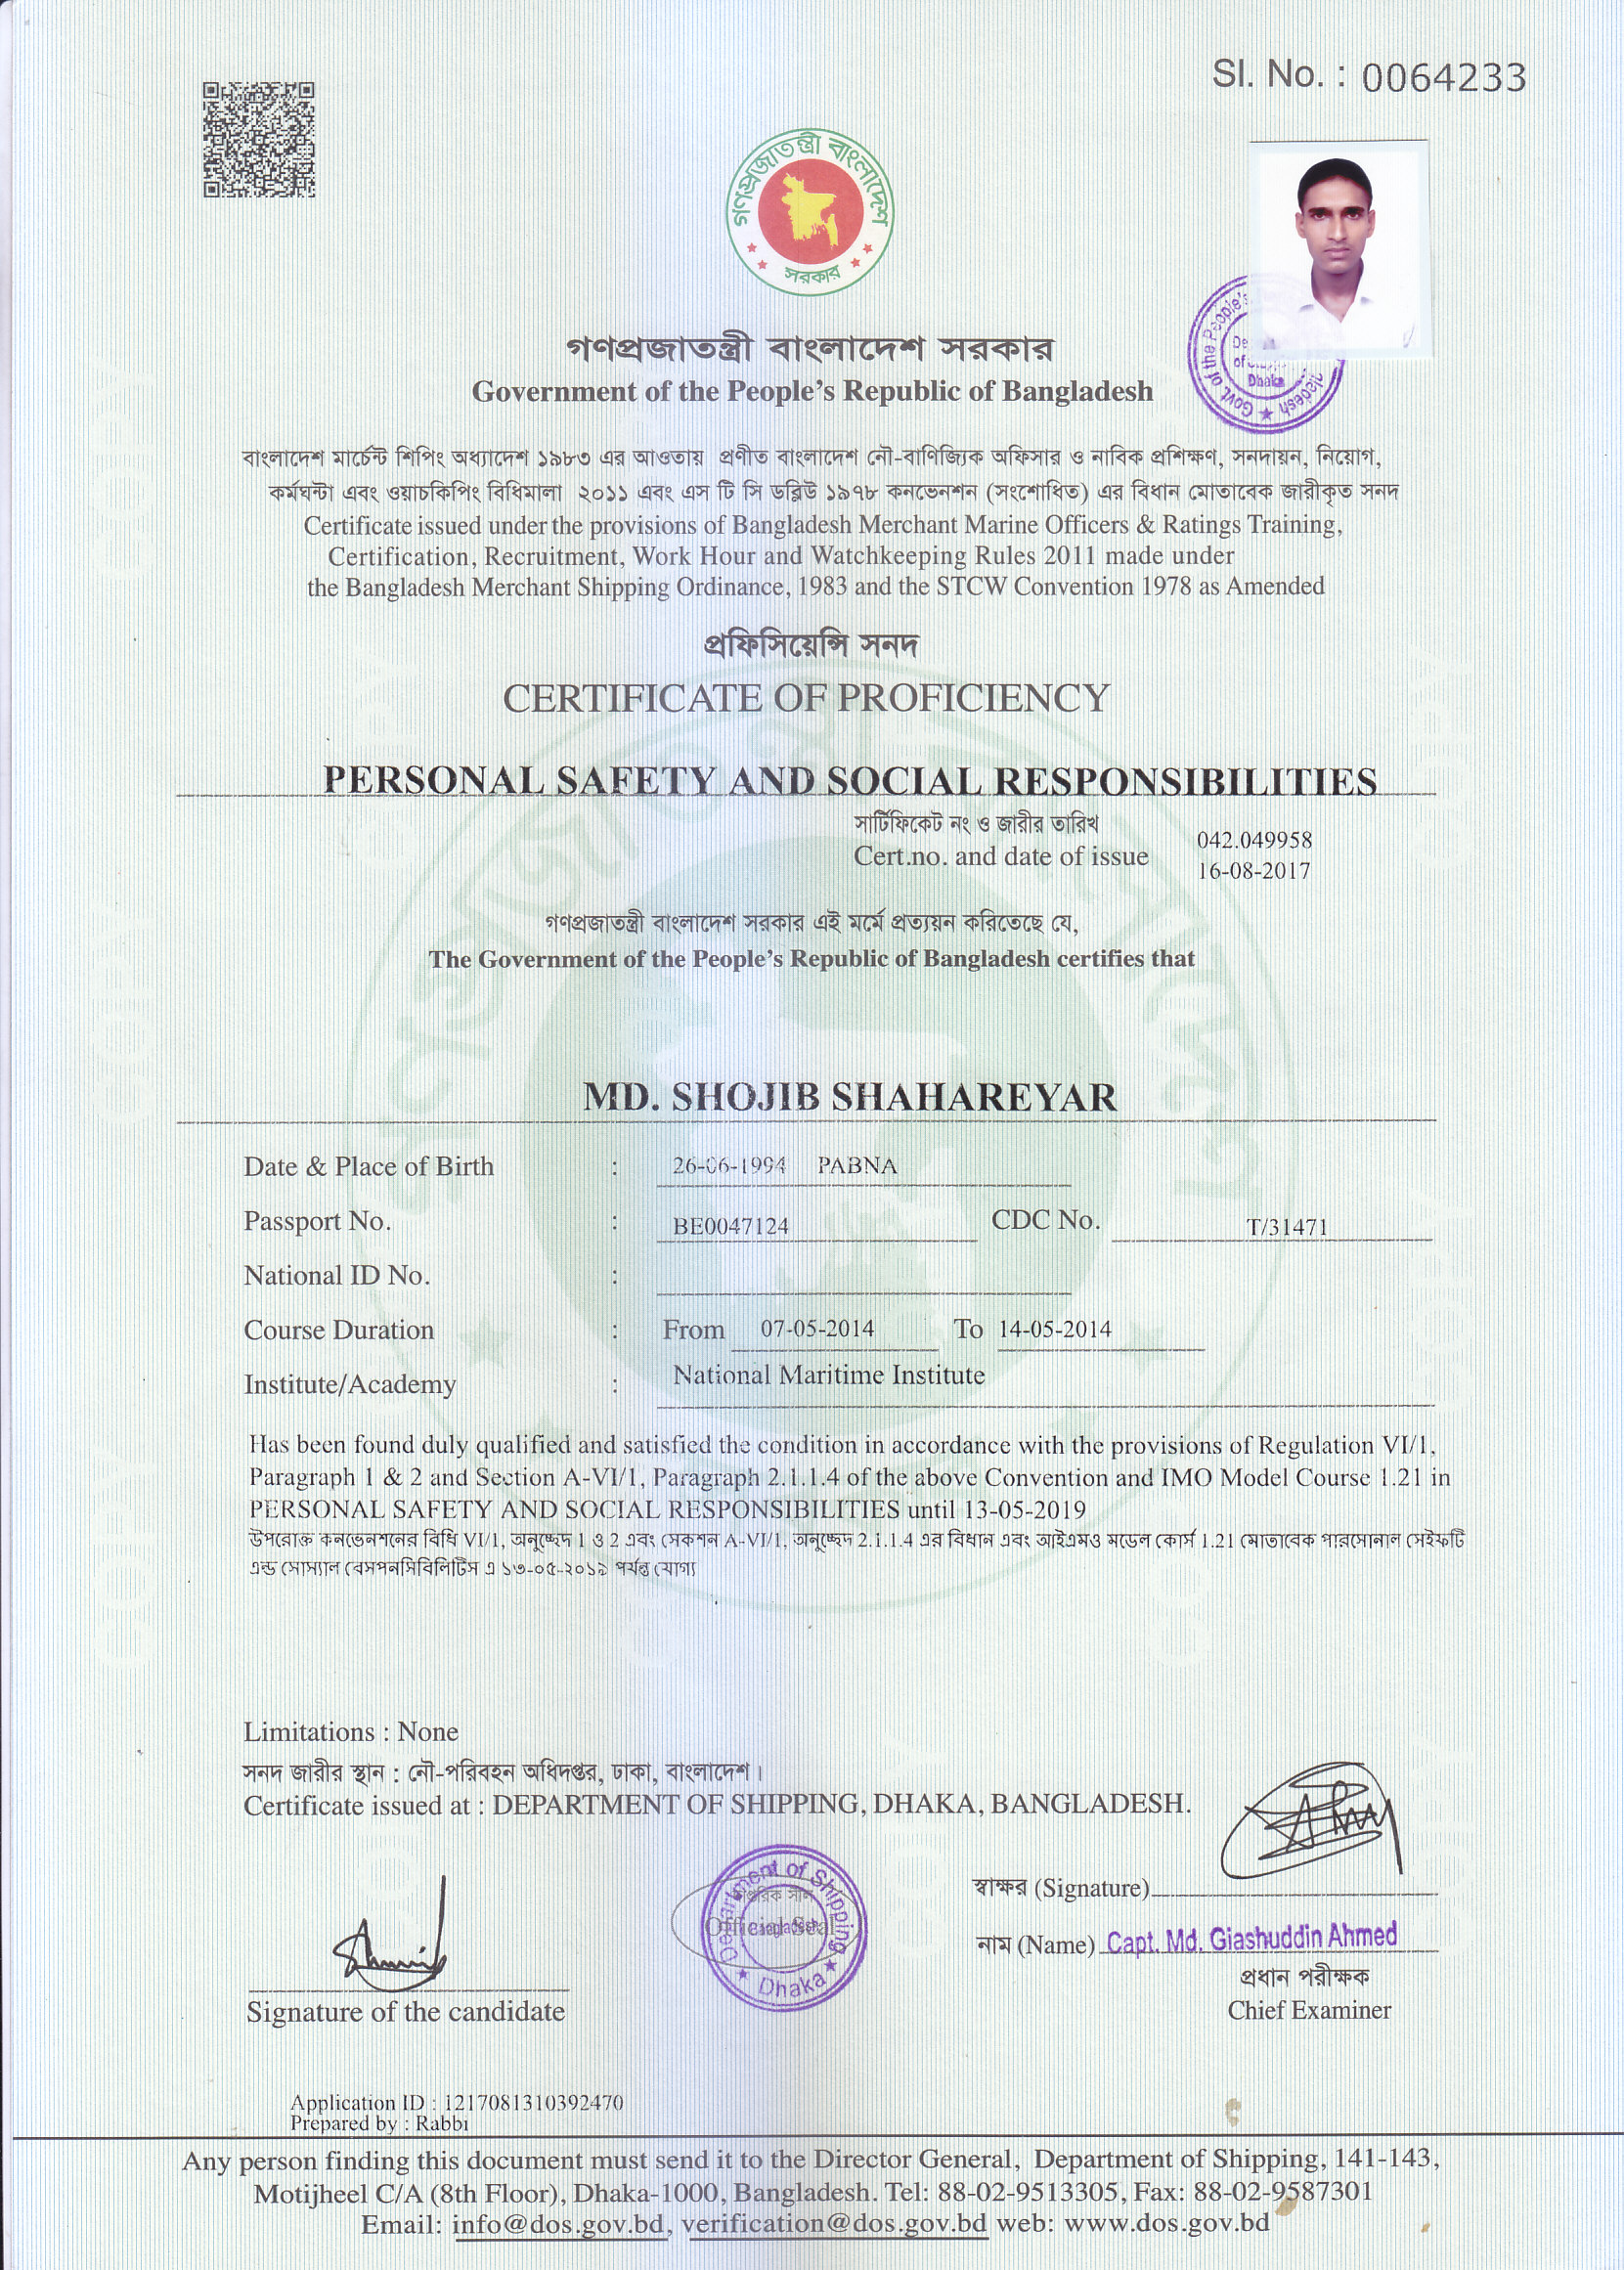 Sl. No. : 0064233
গণপ্রজাতন্ত্রী বাংলাদেশ
সরকার
Govt. of the People's
Dhaka
গণপ্রজাতন্ত্রী বাংলাদেশ সরকার
Government of the People's Republic of Bangladesh
বাংলাদেশ মার্চেন্ট শিপিং অধ্যাদেশ ১৯৮৩ এর আওতায় প্রণীত বাংলাদেশ নৌ-বাণিজ্যিক অফিসার ও নাবিক প্রশিক্ষণ, সনদায়ন, নিয়োগ,
কর্মঘন্টা এবং ওয়াচকিপিং বিধিমালা ২০১১ এবং এস টি সি ডব্লিউ ১৯৭৮ কনভেনশন (সংশোধিত) এর বিধান মোতাবেক জারীকৃত সনদ
Certificate issued under the provisions of Bangladesh Merchant Marine Officers & Ratings Training,
Certification, Recruitment, Work Hour and Watchkeeping Rules 2011 made under
the Bangladesh Merchant Shipping Ordinance, 1983 and the STCW Convention 1978 as Amended
প্রফিসিয়েন্সি সনদ
CERTIFICATE OF PROFICIENCY
PERSONAL SAFETY AND SOCIAL RESPONSIBILITIES
সার্টিফিকেট নং ও জারীর তারিখ
Cert.no. and date of issue 042.049958
16-08-2017
গণপ্রজাতন্ত্রী বাংলাদেশ সরকার এই মর্মে প্রত্যয়ন করিতেছে যে,
The Government of the People's Republic of Bangladesh certifies that
MD. SHOJIB SHAHAREYAR
Date & Place of Birth : 26-06-1994 PABNA
Passport No. : BE0047124 CDC No. T/31471
National ID No. :
Course Duration : From 07-05-2014 To 14-05-2014
Institute/Academy : National Maritime Institute
Has been found duly qualified and satisfied the condition in accordance with the provisions of Regulation VI/1,
Paragraph 1 & 2 and Section A-VI/1, Paragraph 2.1.1.4 of the above Convention and IMO Model Course 1.21 in
PERSONAL SAFETY AND SOCIAL RESPONSIBILITIES until 13-05-2019
উপরোক্ত কনভেনশনের বিধি VI/1, অনুচ্ছেদ 1 ও 2 এবং সেকশন A-VI/1, অনুচ্ছেদ 2.1.1.4 এর বিধান এবং আইএমও মডেল কোর্স 1.21 মোতাবেক পারসোনাল সেইফটি
এন্ড সোস্যাল রেসপনসিবিলিটিস এ ১৩-০৫-২০১৯ পর্যন্ত যোগ্য
Limitations : None
সনদ জারীর স্থান : নৌ-পরিবহন অধিদপ্তর, ঢাকা, বাংলাদেশ।
Certificate issued at : DEPARTMENT OF SHIPPING, DHAKA, BANGLADESH.
Department of Shipping
Official Seal
Bangladesh
Dhaka
স্বাক্ষর (Signature)
নাম (Name) Capt. Md. Giashuddin Ahmed
প্রধান পরীক্ষক
Chief Examiner
Signature of the candidate
Application ID : 1217081310392470
Prepared by : Rabbi
Any person finding this document must send it to the Director General, Department of Shipping, 141-143,
Motijheel C/A (8th Floor), Dhaka-1000, Bangladesh. Tel: 88-02-9513305, Fax: 88-02-9587301
Email: info@dos.gov.bd, verification@dos.gov.bd web: www.dos.gov.bd